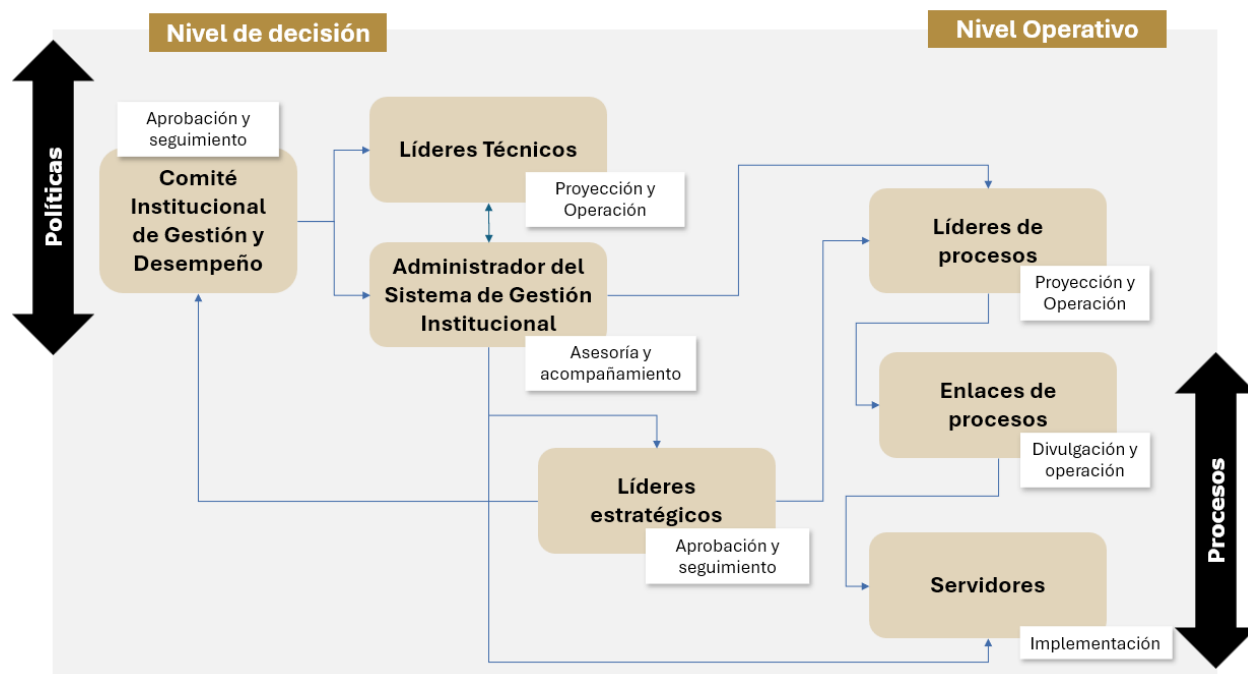 Nivel de decisión
Nivel Operativo
Políticas
Aprobación y
seguimiento
Comité
Institucional
de Gestión y
Desempeño
Líderes Técnicos
Proyección y
Operación
Administrador del
Sistema de Gestión
Institucional
Asesoría y
acompañamiento
Líderes
estratégicos
Aprobación y
seguimiento
Líderes de
procesos
Proyección y
Operación
Enlaces de
procesos
Divulgación y
operación
Servidores
Implementación
Procesos